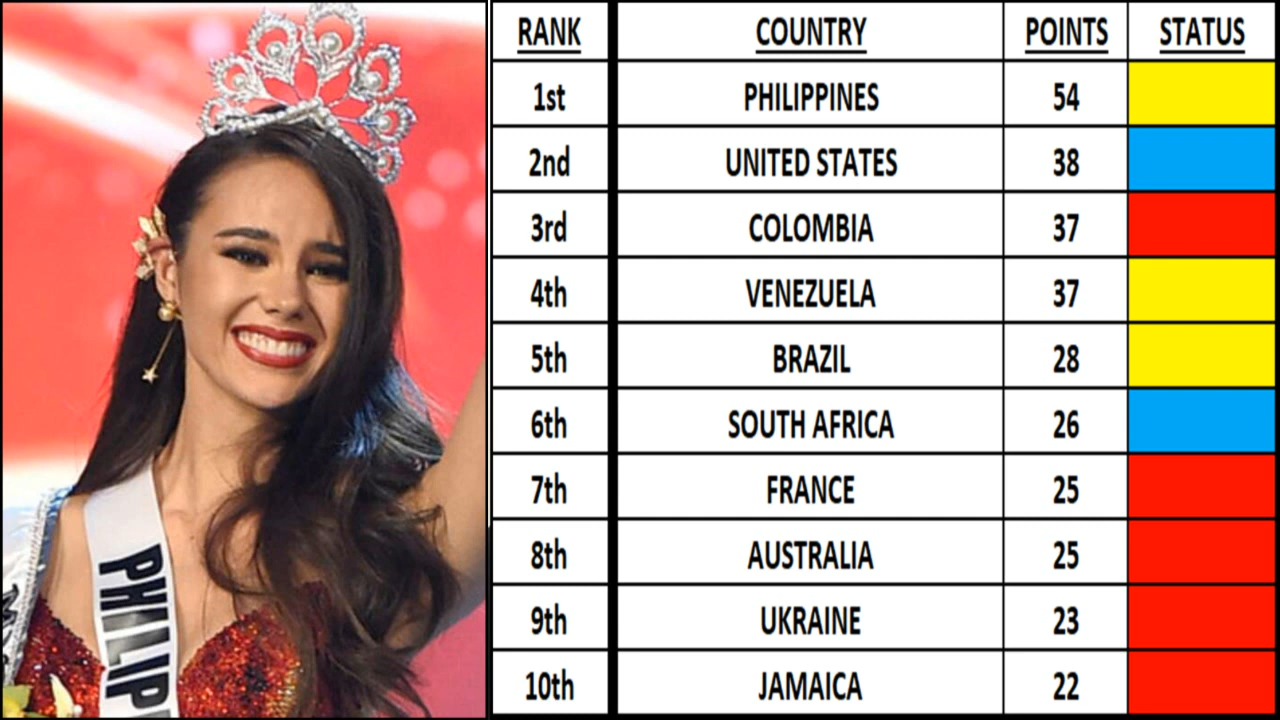 RANK COUNTRY POINTS STATUS
1st PHILIPPINES 54
2nd UNITED STATES 38
3rd COLOMBIA 37
4th VENEZUELA 37
5th BRAZIL 28
6th SOUTH AFRICA 26
7th FRANCE 25
8th AUSTRALIA 25
9th UKRAINE 23
10th JAMAICA 22
PHILIPP